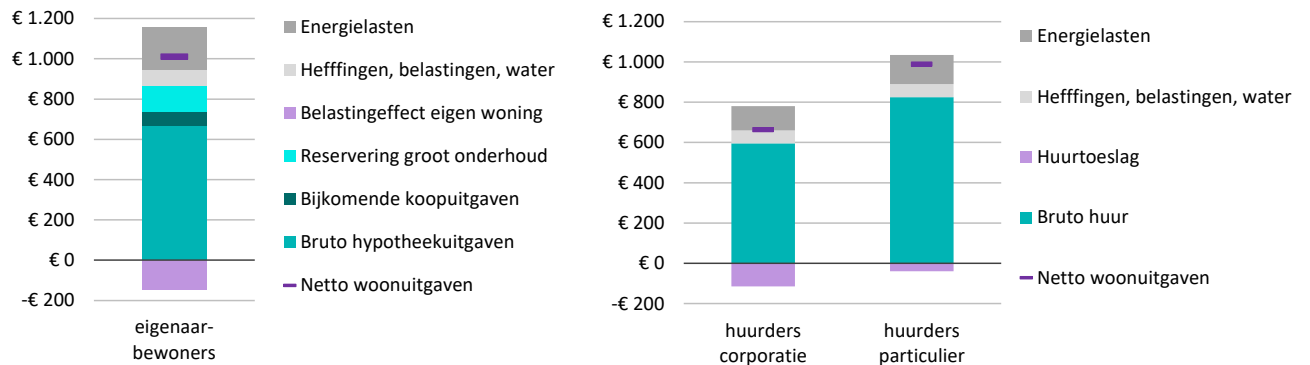 € 1.200
€ 1.000
€ 800
€ 600
€ 400
€ 200
€ 0
-€ 200
eigenaar-
bewoners
Energielasten
Hefffingen, belastingen, water
Belastingeffect eigen woning
Reservering groot onderhoud
Bijkomende koopuitgaven
Bruto hypotheekuitgaven
Netto woonuitgaven
€ 1.200
€ 1.000
€ 800
€ 600
€ 400
€ 200
€ 0
-€ 200
huurders
corporatie
huurders
particulier
Energielasten
Hefffingen, belastingen, water
Huurtoeslag
Bruto huur
Netto woonuitgaven